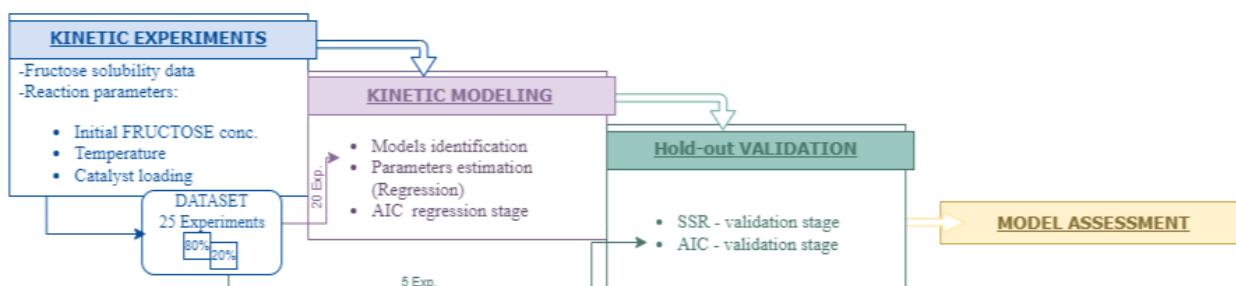 KINETIC EXPERIMENTS
-Fructose solubility data
-Reaction parameters:
• Initial FRUCTOSE conc.
• Temperature
• Catalyst loading
DATASET
25 Experiments
80%
20%
KINETIC MODELING
20 Exp.
• Models identification
• Parameters estimation
(Regression)
• AIC regression stage
Hold-out VALIDATION
• SSR - validation stage
• AIC - validation stage
5 Exp.
MODEL ASSESSMENT